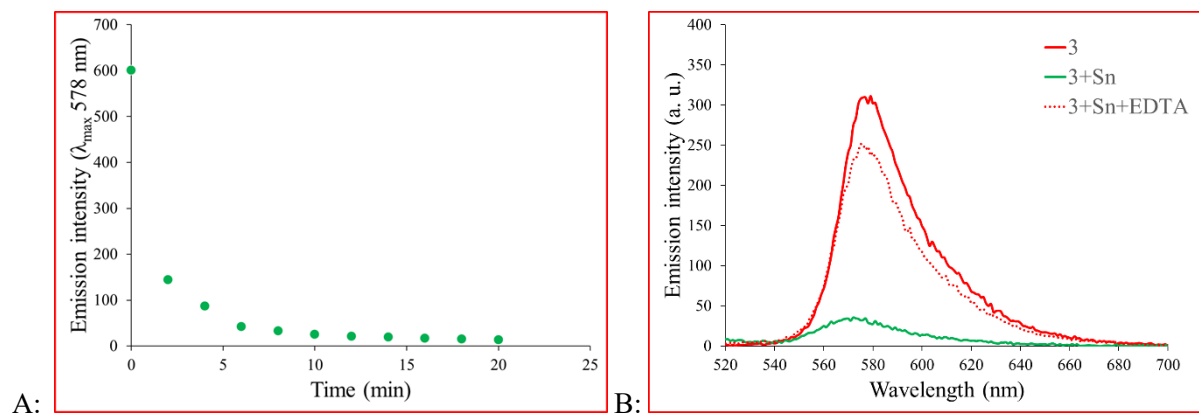 A:
Emission intensity (λmax 578 nm)
700
600
500
400
300
200
100
0
0 5 10 15 20 25
Time (min)
B:
Emission intensity (a. u.)
400
350
300
250
200
150
100
50
0
520 540 560 580 600 620 640 660 680 700
Wavelength (nm)
3
3+Sn
3+Sn+EDTA